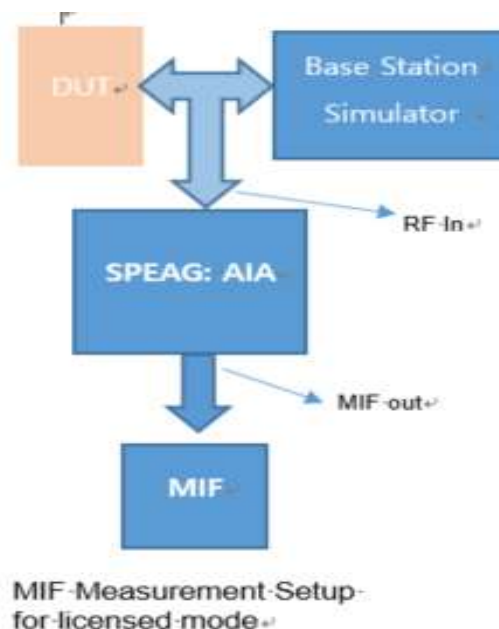 DUT
Base Station
Simulator
RF In
SPEAG: AIA
MIF out
MIF
MIF Measurement Setup
for licensed mode